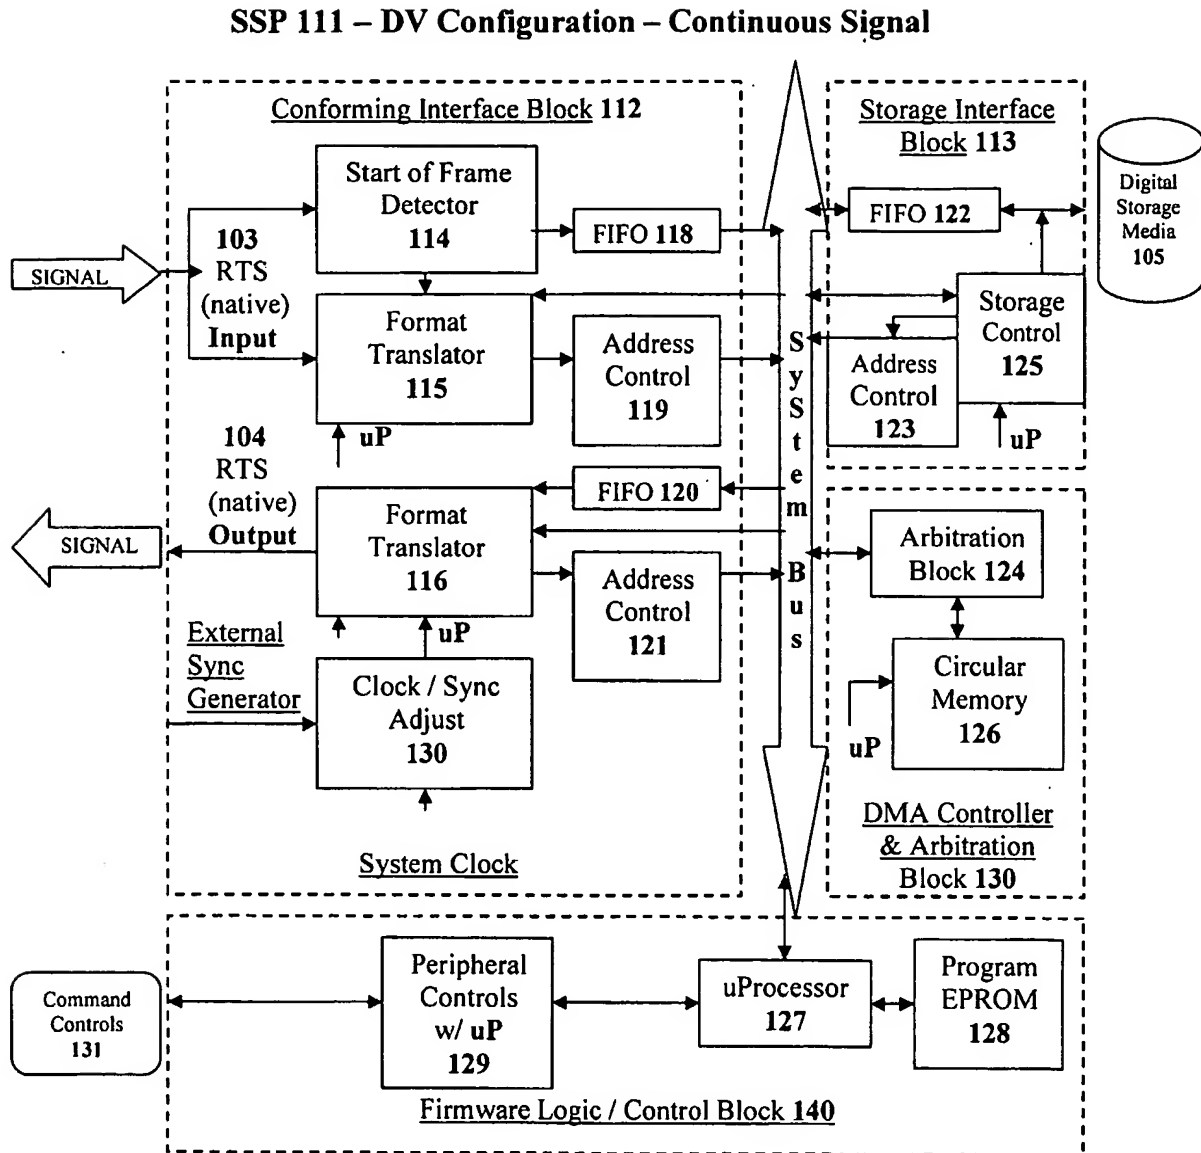 SSP 111 – DV Configuration – Continuous Signal
Conforming Interface Block 112
Start of Frame
Detector
114
FIFO 118
103
RTS
(native)
Input
SIGNAL
Format
Translator
115
Address
Control
119
uP
104
RTS
(native)
Output
SIGNAL
FIFO 120
Format
Translator
116
Address
Control
121
uP
External
Sync
Generator
Clock / Sync
Adjust
130
System Clock
S
y
S
t
e
m
B
u
s
Storage Interface
Block 113
FIFO 122
Digital
Storage
Media
105
Storage
Control
125
Address
Control
123
uP
Arbitration
Block 124
Circular
Memory
126
uP
DMA Controller
& Arbitration
Block 130
Command
Controls
131
Peripheral
Controls
w/ uP
129
uProcessor
127
Program
EPROM
128
Firmware Logic / Control Block 140